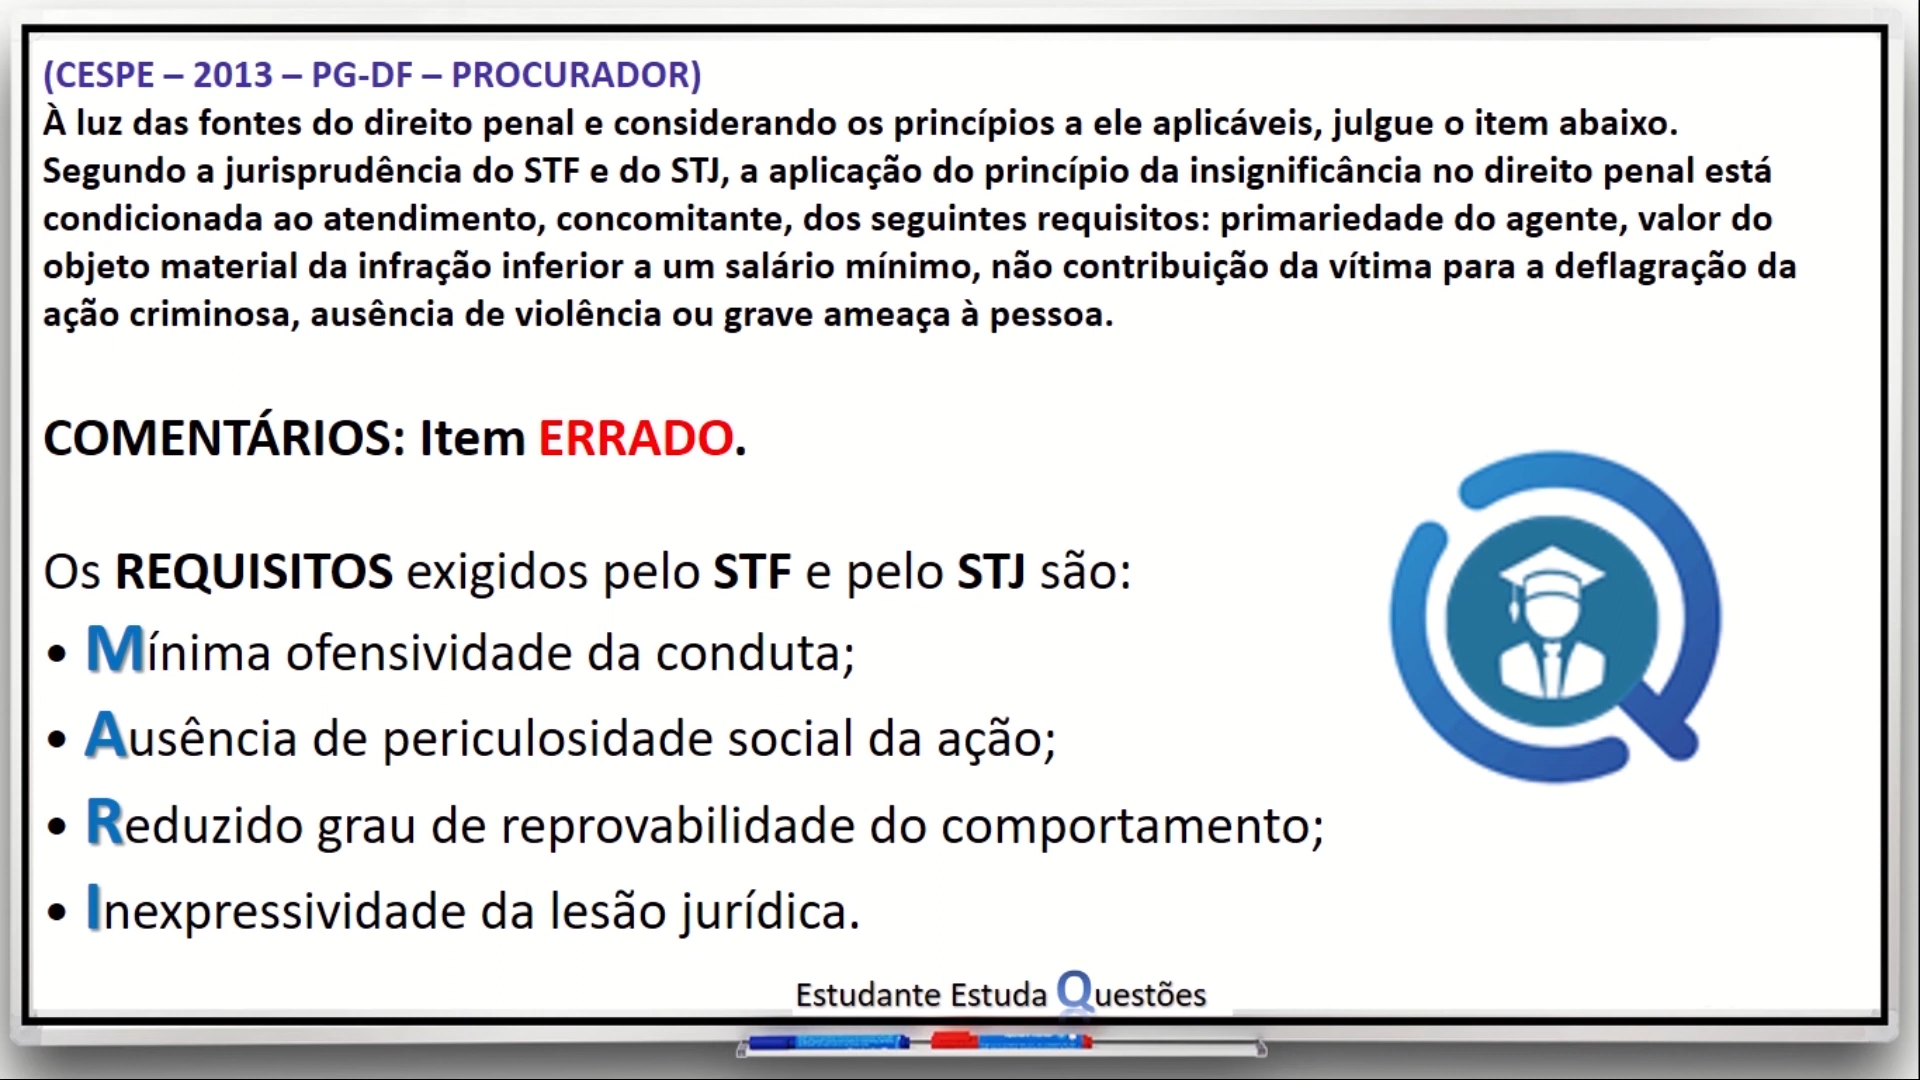 (CESPE – 2013 – PG-DF – PROCURADOR)
À luz das fontes do direito penal e considerando os princípios a ele aplicáveis, julgue o item abaixo.
Segundo a jurisprudência do STF e do STJ, a aplicação do princípio da insignificância no direito penal está
condicionada ao atendimento, concomitante, dos seguintes requisitos: primariedade do agente, valor do
objeto material da infração inferior a um salário mínimo, não contribuição da vítima para a deflagração da
ação criminosa, ausência de violência ou grave ameaça à pessoa.
COMENTÁRIOS: Item ERRADO.
Os REQUISITOS exigidos pelo STF e pelo STJ são:
• Mínima ofensividade da conduta;
• Ausência de periculosidade social da ação;
• Reduzido grau de reprovabilidade do comportamento;
• Inexpressividade da lesão jurídica.
Estudante Estuda Questões